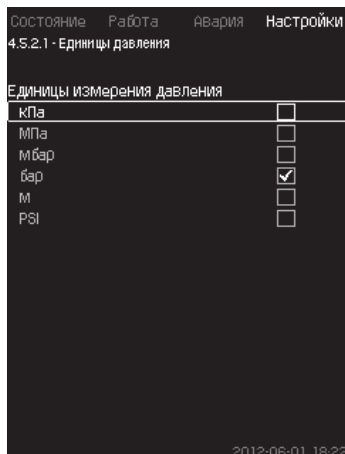 Состояние Работа Авария Настройки
4.5.2.1 - Единицы давления
Единицы измерения давления
кПа
МПа
Мбар
бар
М
PSI
2012-06-01 18:22